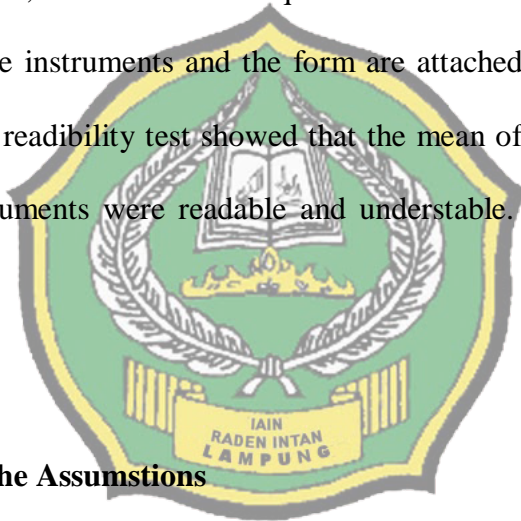 e instruments and the form are attached
readibility test showed that the mean of
uments were readable and understable.
IAIN
RADEN INTAN
LAMPUNG
he Assumstions